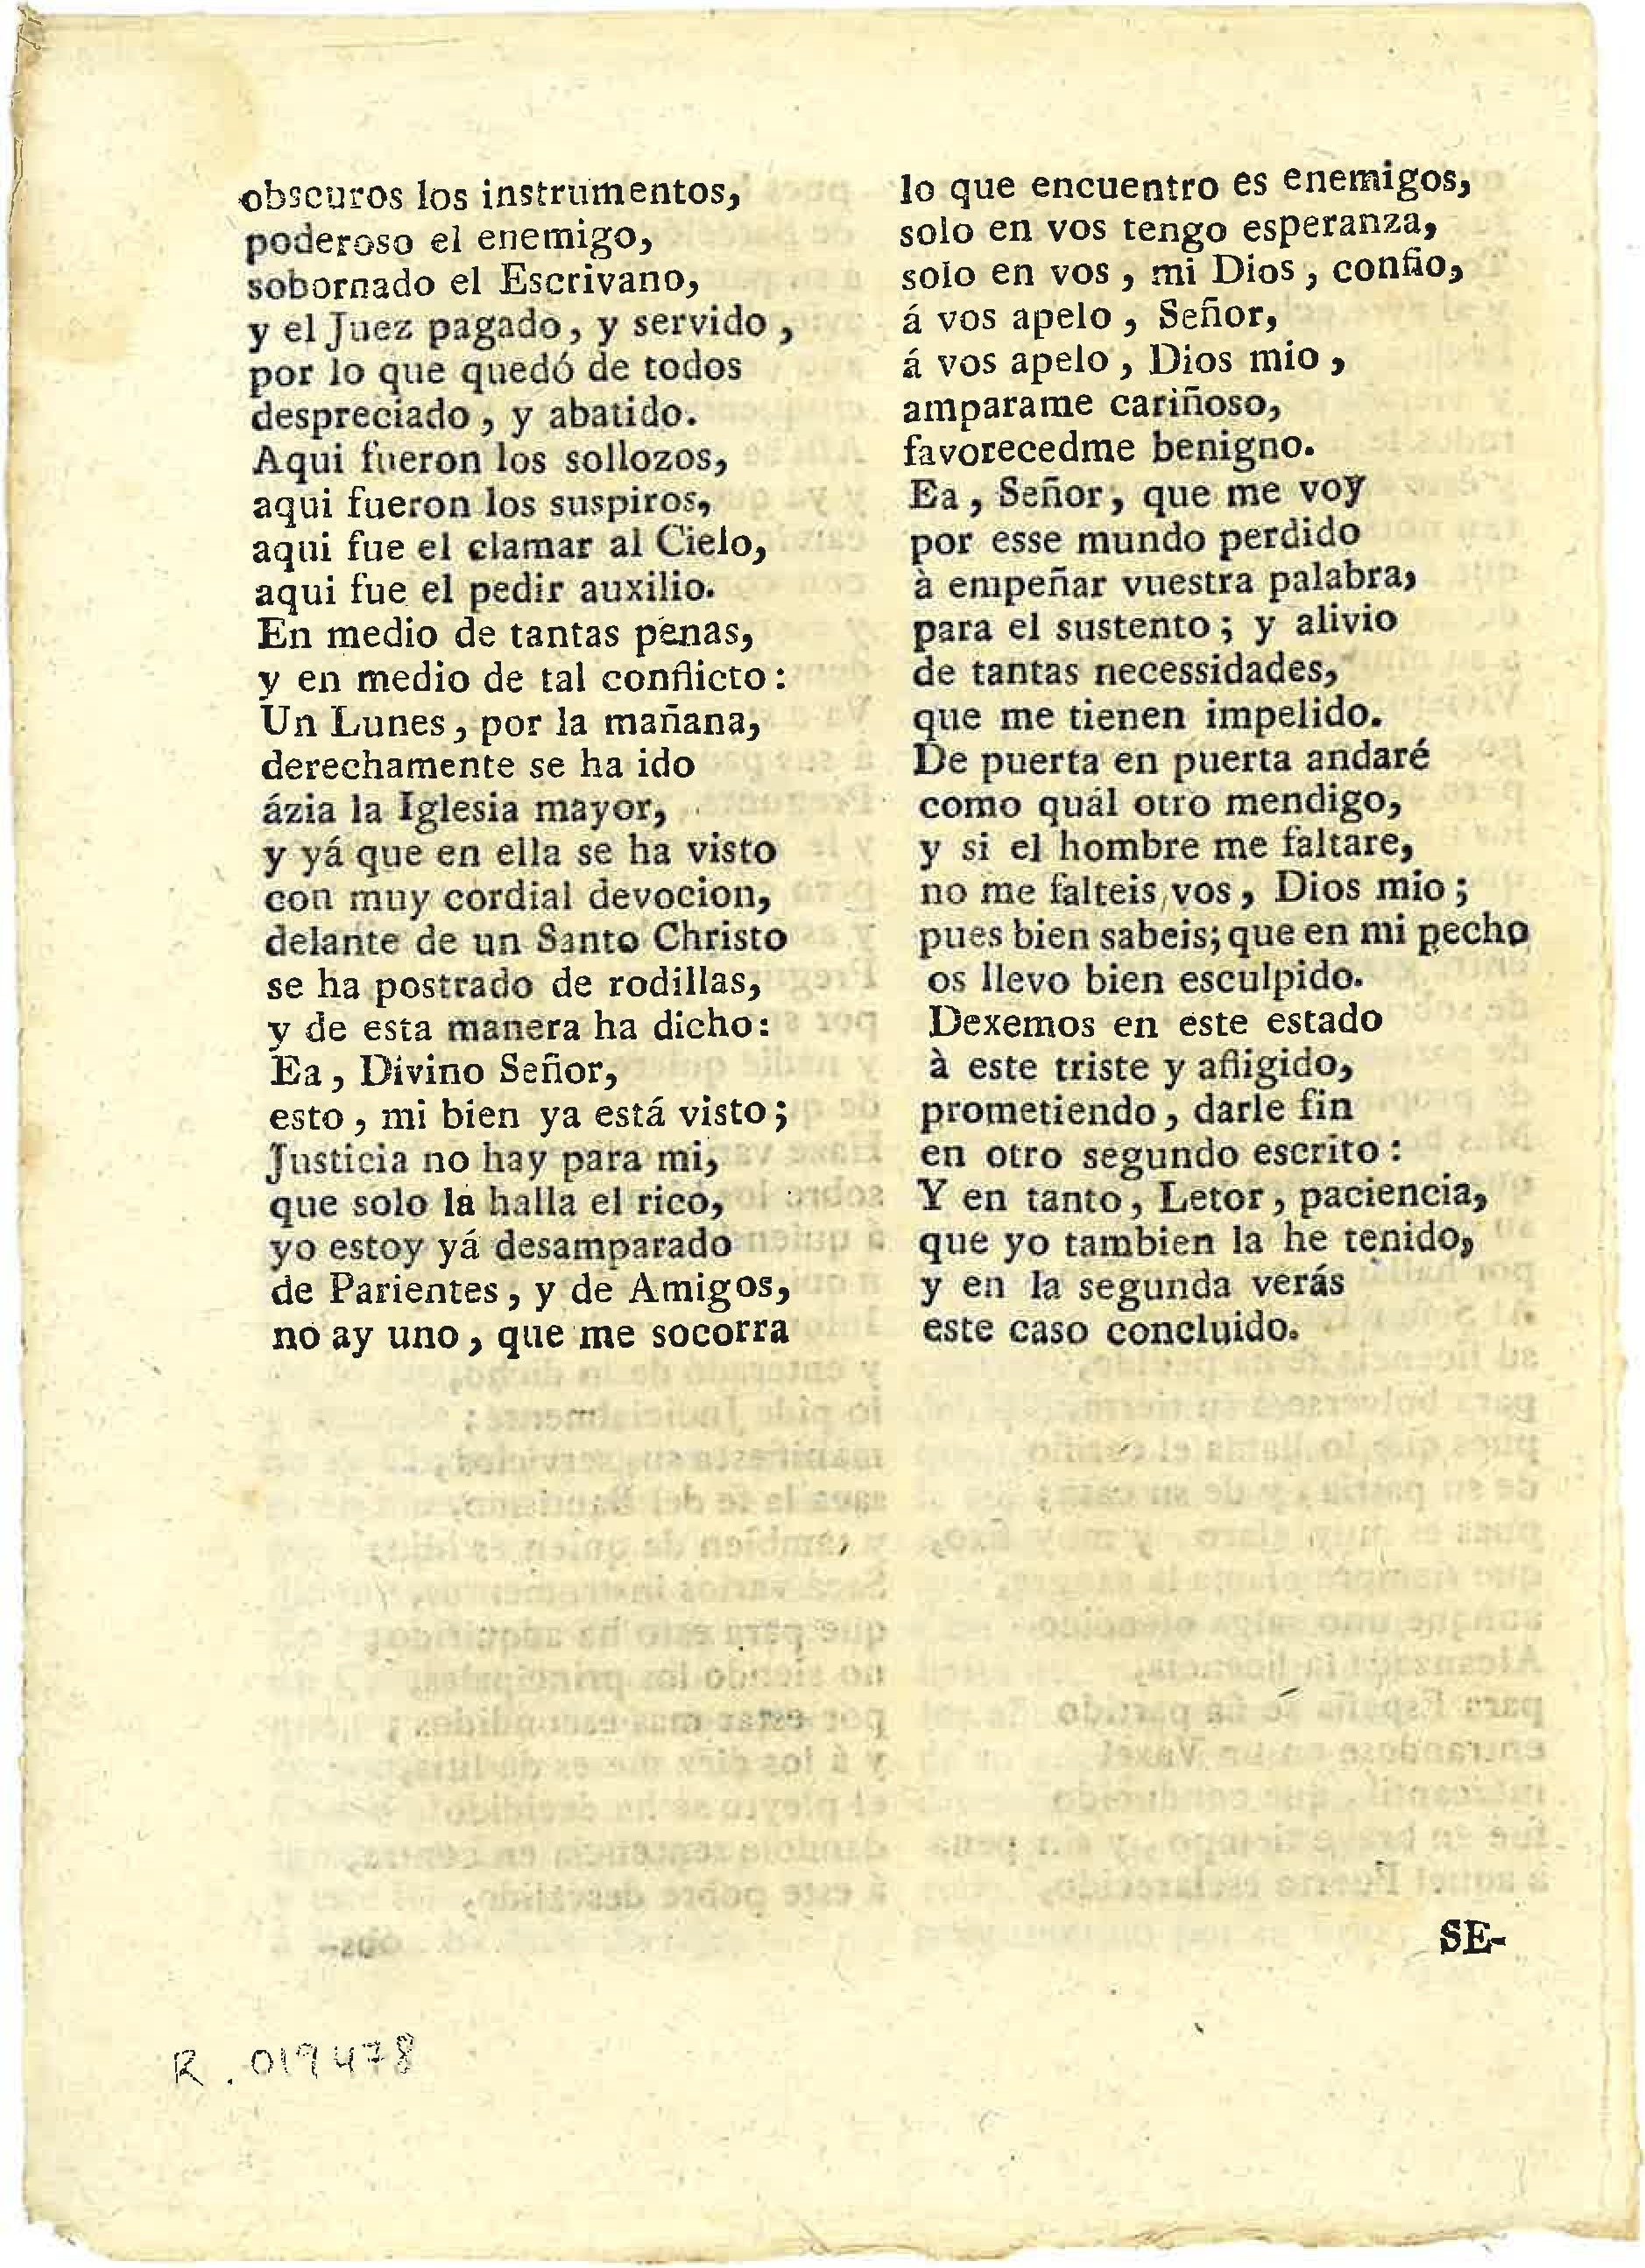 obscuros los instrumentos,
poderoso el enemigo,
sobornado el Escrivano,
y el Juez pagado, y servido,
por lo que quedó de todos
despreciado, y abatido.
Aqui fueron los sollozos,
aqui fueron los suspiros,
aqui fue el clamar al Cielo,
aqui fue el pedir auxilio.
En medio de tantas penas,
y en medio de tal conflicto:
Un Lunes, por la mañana,
derechamente se ha ido
ázia la Iglesia mayor,
y yá que en ella se ha visto
con muy cordial devocion,
delante de un Santo Christo
se ha postrado de rodillas,
y de esta manera ha dicho:
Ea, Divino Señor,
esto, mi bien ya está visto;
Justicia no hay para mi,
que solo la halla el rico,
yo estoy yá desamparado
de Parientes, y de Amigos,
no ay uno, que me socorra
lo que encuentro es enemigos,
solo en vos tengo esperanza,
solo en vos, mi Dios, confio,
á vos apelo, Señor,
á vos apelo, Dios mio,
amparame cariñoso,
favorecedme benigno.
Ea, Señor, que me voy
por esse mundo perdido
à empeñar vuestra palabra,
para el sustento; y alivio
de tantas necessidades,
que me tienen impelido.
De puerta en puerta andaré
como quál otro mendigo,
y si el hombre me faltare,
no me falteis vos, Dios mio;
pues bien sabeis; que en mi pecho
os llevo bien esculpido.
Dexemos en este estado
à este triste y afligido,
prometiendo, darle fin
en otro segundo escrito:
Y en tanto, Letor, paciencia,
que yo tambien la he tenido,
y en la segunda verás
este caso concluido.
SE-
R. 019478